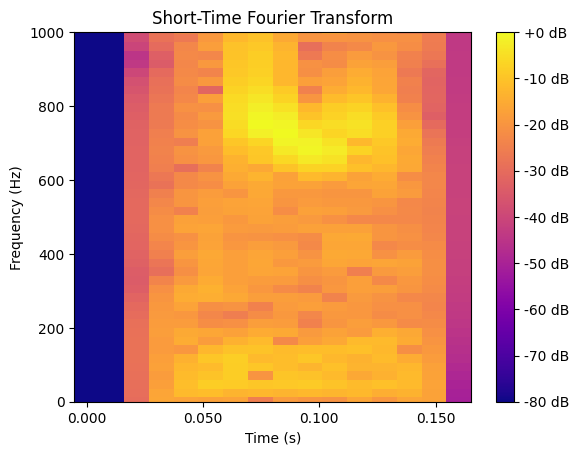 Short-Time Fourier Transform
1000
800
600
400
200
0
Frequency (Hz)
0.000
0.050
0.100
0.150
Time (s)
+0 dB
-10 dB
-20 dB
-30 dB
-40 dB
-50 dB
-60 dB
-70 dB
-80 dB